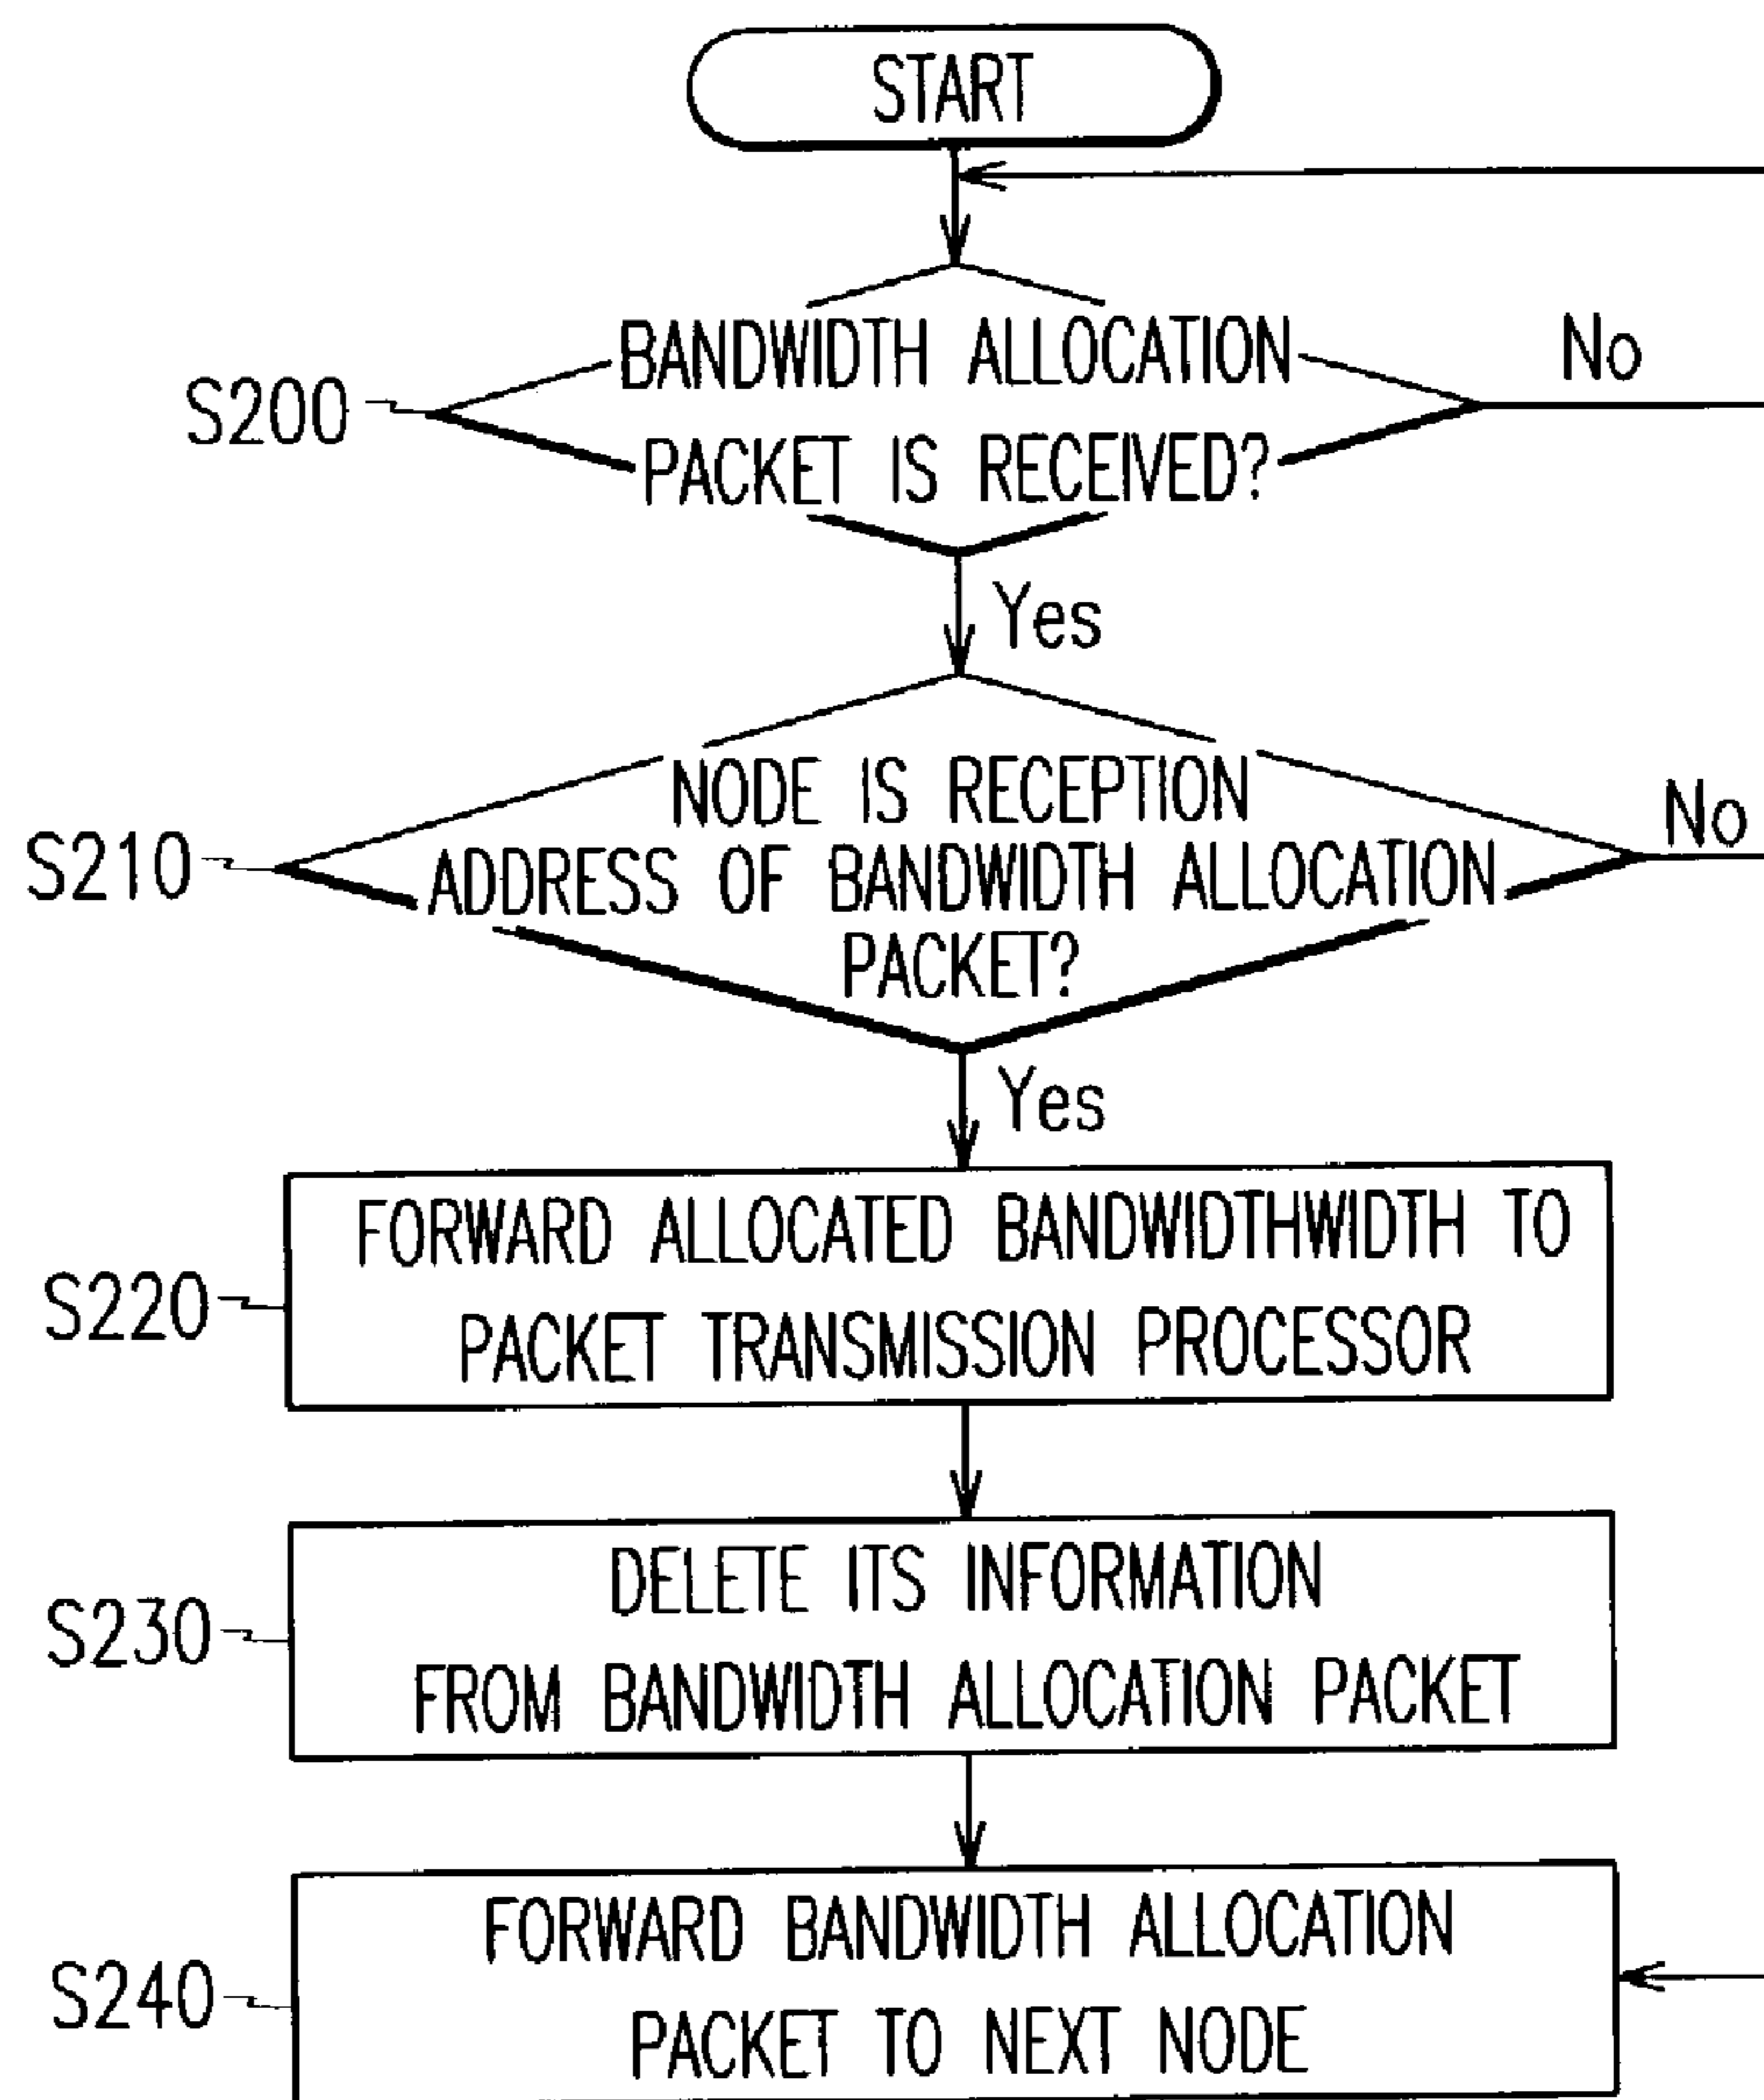 START
BANDWIDTH ALLOCATION
No
S200
PACKET IS RECEIVED?
Yes
NODE IS RECEPTION
No
S210
ADDRESS OF BANDWIDTH ALLOCATION
PACKET?
Yes
FORWARD ALLOCATED BANDWIDTHWIDTH TO
S220
PACKET TRANSMISSION PROCESSOR
DELETE ITS INFORMATION
S230
FROM BANDWIDTH ALLOCATION PACKET
FORWARD BANDWIDTH ALLOCATION
S240
PACKET TO NEXT NODE